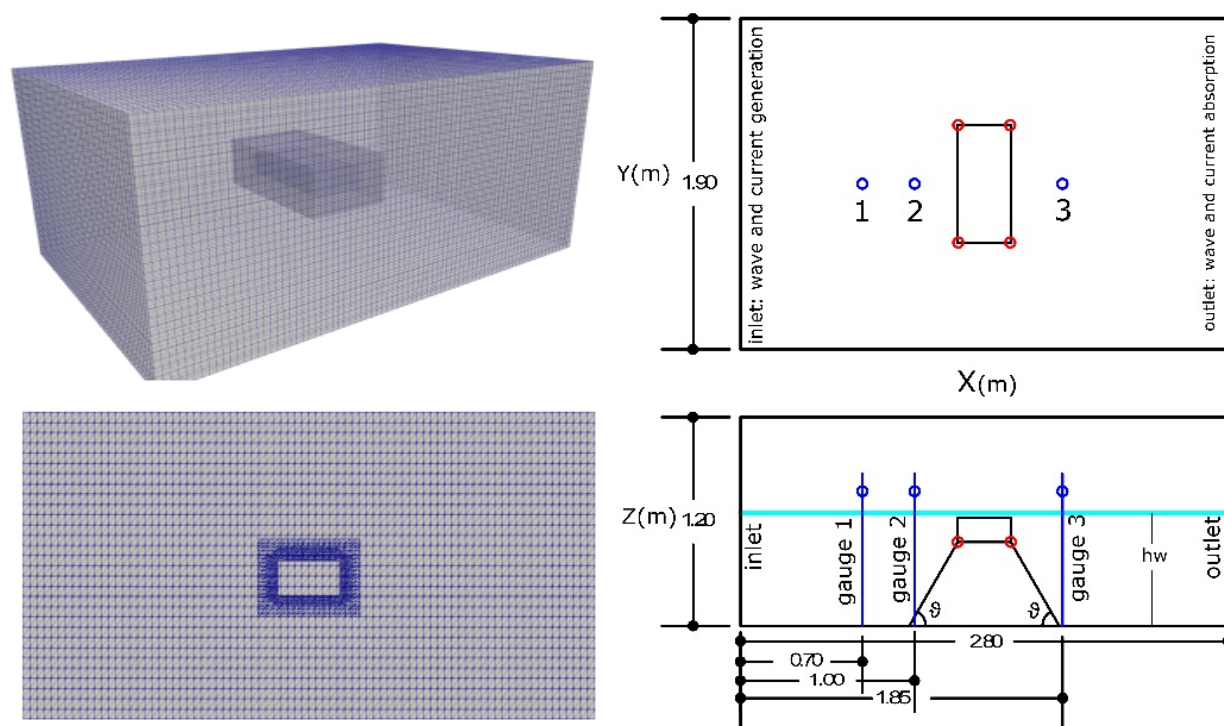 inlet: wave and current generation
outlet: wave and current absorption
Y(m) 1.90
1 2 3
X(m)
Z(m) 1.20
inlet
gauge 1
gauge 2
gauge 3
hw
outlet
ϑ ϑ
2.80
0.70
1.00
1.85